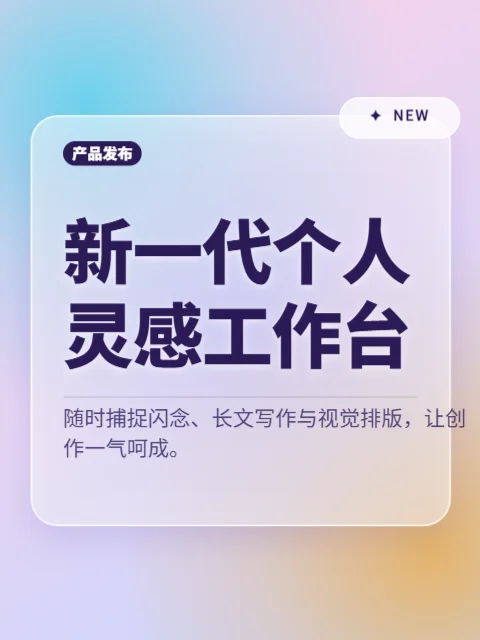 ✦ NEW
产品发布
新一代个人
灵感工作台
随时捕捉闪念、长文写作与视觉排版，让创
作一气呵成。